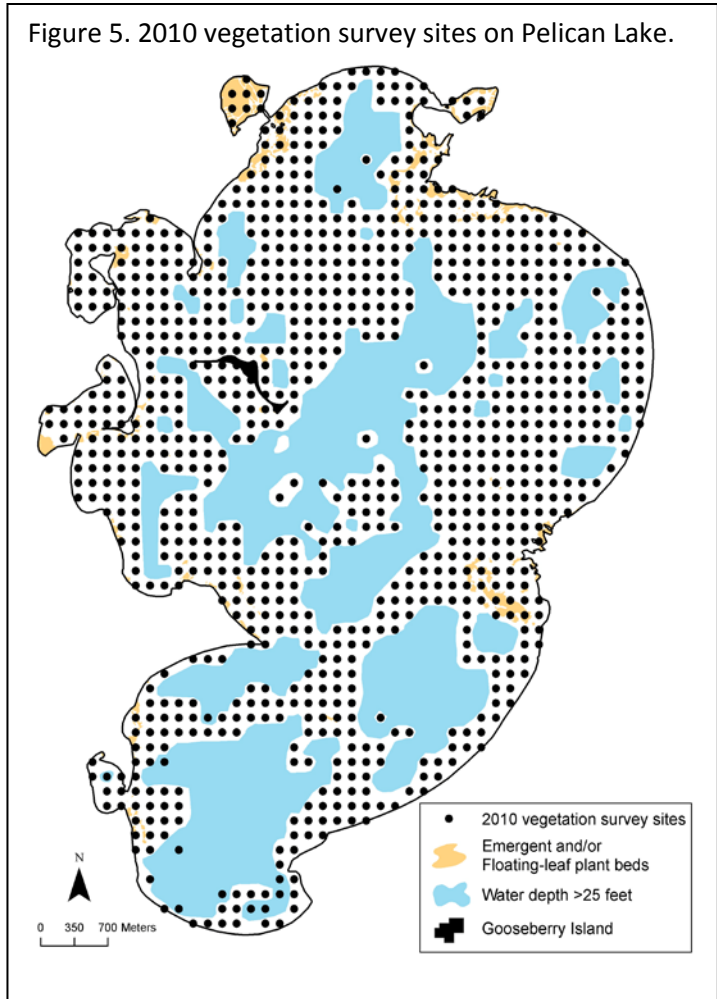 Figure 5. 2010 vegetation survey sites on Pelican Lake.
2010 vegetation survey sites
Emergent and/or
Floating-leaf plant beds
Water depth >25 feet
Gooseberry Island
N
0 350 700 Meters